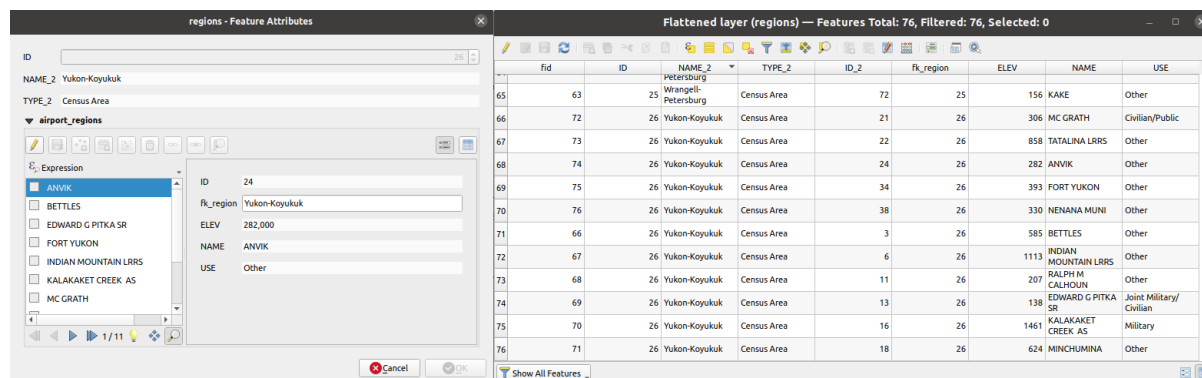 regions - Feature Attributes
ID 26
NAME_2 Yukon-Koyukuk
TYPE_2 Census Area
airport_regions
Expression
ANVIK
BETTLES
EDWARD G PITKA SR
FORT YUKON
INDIAN MOUNTAIN LRRS
KALAKAKET CREEK AS
MC GRATH
1 / 11
ID 24
fk_region Yukon-Koyukuk
ELEV 282,000
NAME ANVIK
USE Other
Cancel
OK
Flattened layer (regions) — Features Total: 76, Filtered: 76, Selected: 0
fid ID NAME_2 TYPE_2 ID_2 fk_region ELEV NAME USE
Petersburg
65 63 25 Wrangell-Petersburg Census Area 72 25 156 KAKE Other
66 72 26 Yukon-Koyukuk Census Area 21 26 306 MC GRATH Civilian/Public
67 73 26 Yukon-Koyukuk Census Area 22 26 858 TATALINA LRRS Other
68 74 26 Yukon-Koyukuk Census Area 24 26 282 ANVIK Other
69 75 26 Yukon-Koyukuk Census Area 34 26 393 FORT YUKON Other
70 76 26 Yukon-Koyukuk Census Area 38 26 330 NENANA MUNI Other
71 66 26 Yukon-Koyukuk Census Area 3 26 585 BETTLES Other
72 67 26 Yukon-Koyukuk Census Area 6 26 1113 INDIAN MOUNTAIN LRRS Other
73 68 26 Yukon-Koyukuk Census Area 11 26 207 RALPH M CALHOUN Other
74 69 26 Yukon-Koyukuk Census Area 13 26 138 EDWARD G PITKA SR Joint Military/Civilian
75 70 26 Yukon-Koyukuk Census Area 16 26 1461 KALAKAKET CREEK AS Military
76 71 26 Yukon-Koyukuk Census Area 18 26 624 MINCHUMINA Other
Show All Features